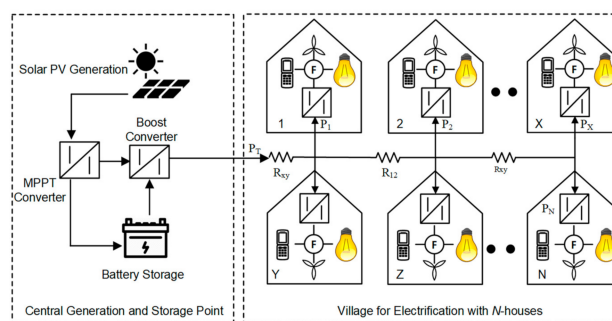 Solar PV Generation
Boost
Converter
MPPT
Converter
Battery Storage
Central Generation and Storage Point
P_T
R_xy
R_12
R_xy
F
1
P_1
F
2
P_2
F
X
P_X
Y
F
Z
F
P_N
N
F
Village for Electrification with N-houses